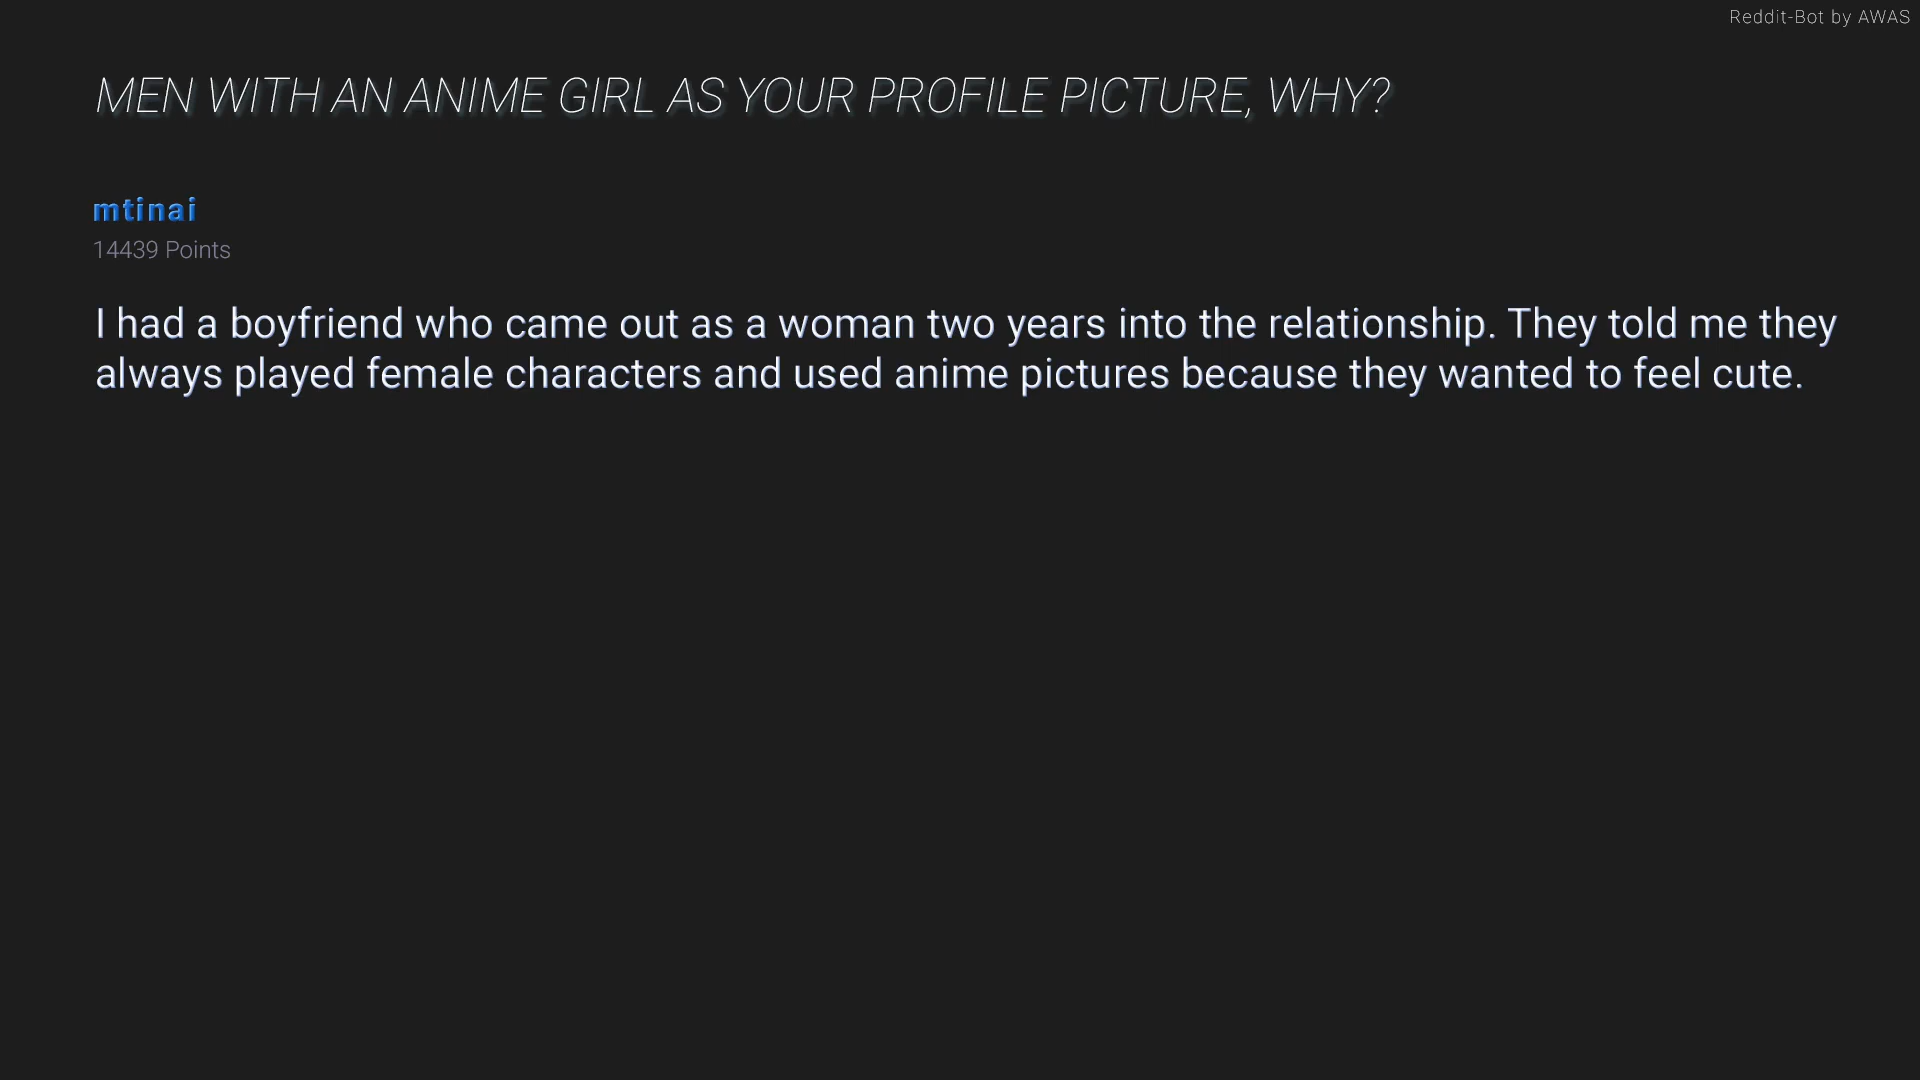 Reddit-Bot by AWAS
MEN WITH AN ANIME GIRL AS YOUR PROFILE PICTURE, WHY?
mtinai
14439 Points
I had a boyfriend who came out as a woman two years into the relationship. They told me they
always played female characters and used anime pictures because they wanted to feel cute.